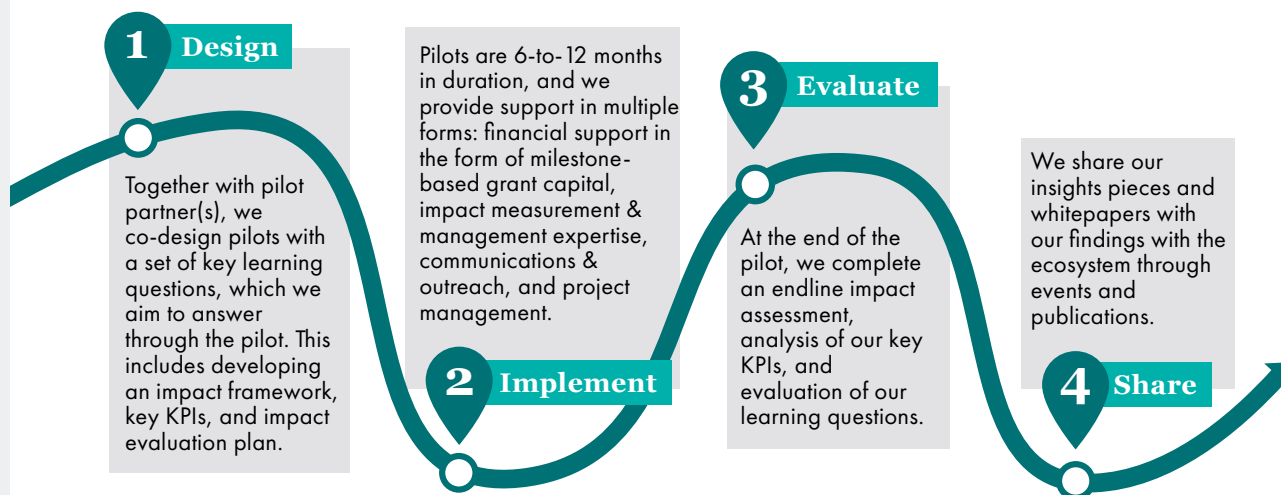 1 Design
Together with pilot
partner(s), we
co-design pilots with
a set of key learning
questions, which we
aim to answer
through the pilot. This
includes developing
an impact framework,
key KPIs, and impact
evaluation plan.
Pilots are 6-to-12 months
in duration, and we
provide support in multiple
forms: financial support in
the form of milestone-
based grant capital,
impact measurement &
management expertise,
communications &
outreach, and project
management.
2 Implement
3 Evaluate
At the end of the
pilot, we complete
an endline impact
assessment,
analysis of our key
KPIs, and
evaluation of our
learning questions.
We share our
insights pieces and
whitepapers with
our findings with the
ecosystem through
events and
publications.
4 Share